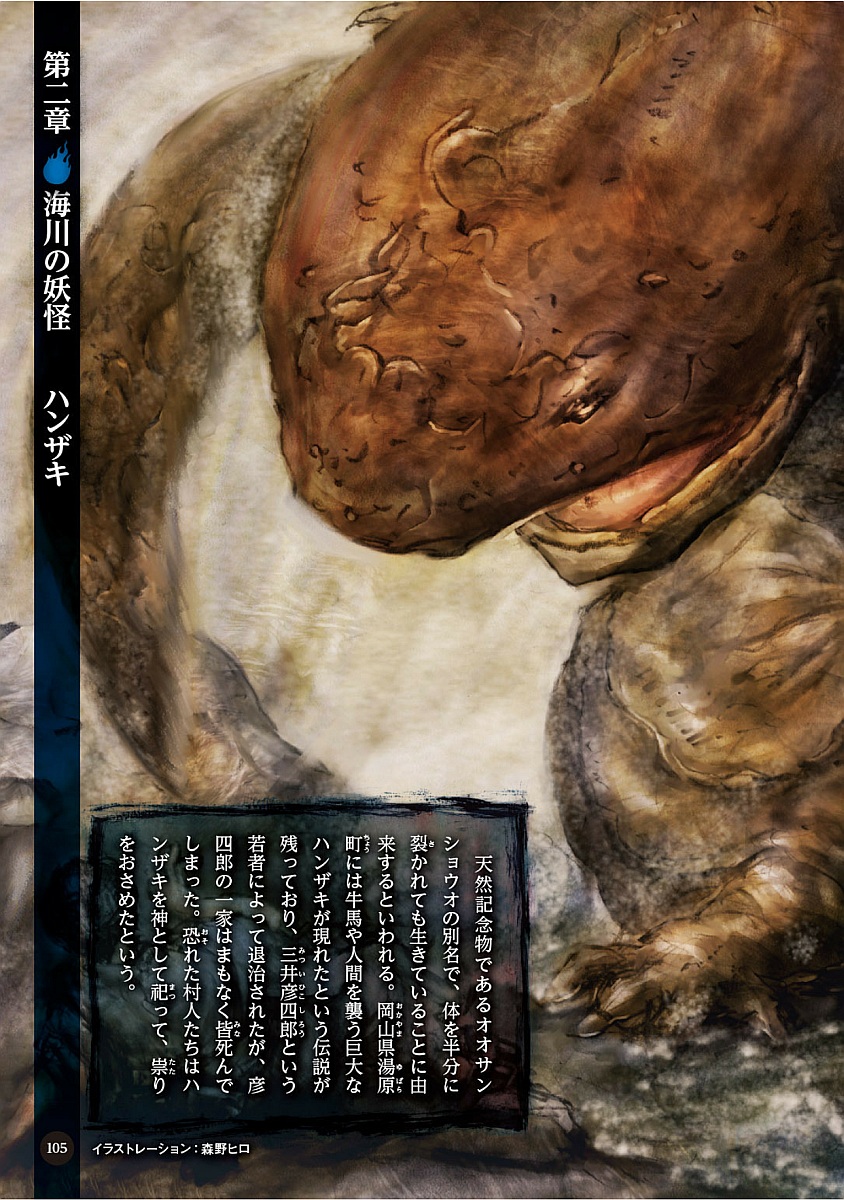 第二章 海川の妖怪 ハンザキ
天然記念物であるオオサン
ショウオの別名で、体を半分に
裂かれても生きていることに由
来するといわれる。岡山県湯原
町には牛馬や人間を襲う巨大な
ハンザキが現れたという伝説が
残っており、三井彦四郎という
若者によって退治されたが、彦
四郎の一家はまもなく皆死んで
しまった。恐れた村人たちはハ
ンザキを神として祀って、祟り
をおさめたという。
105
イラストレーション：森野ヒロ